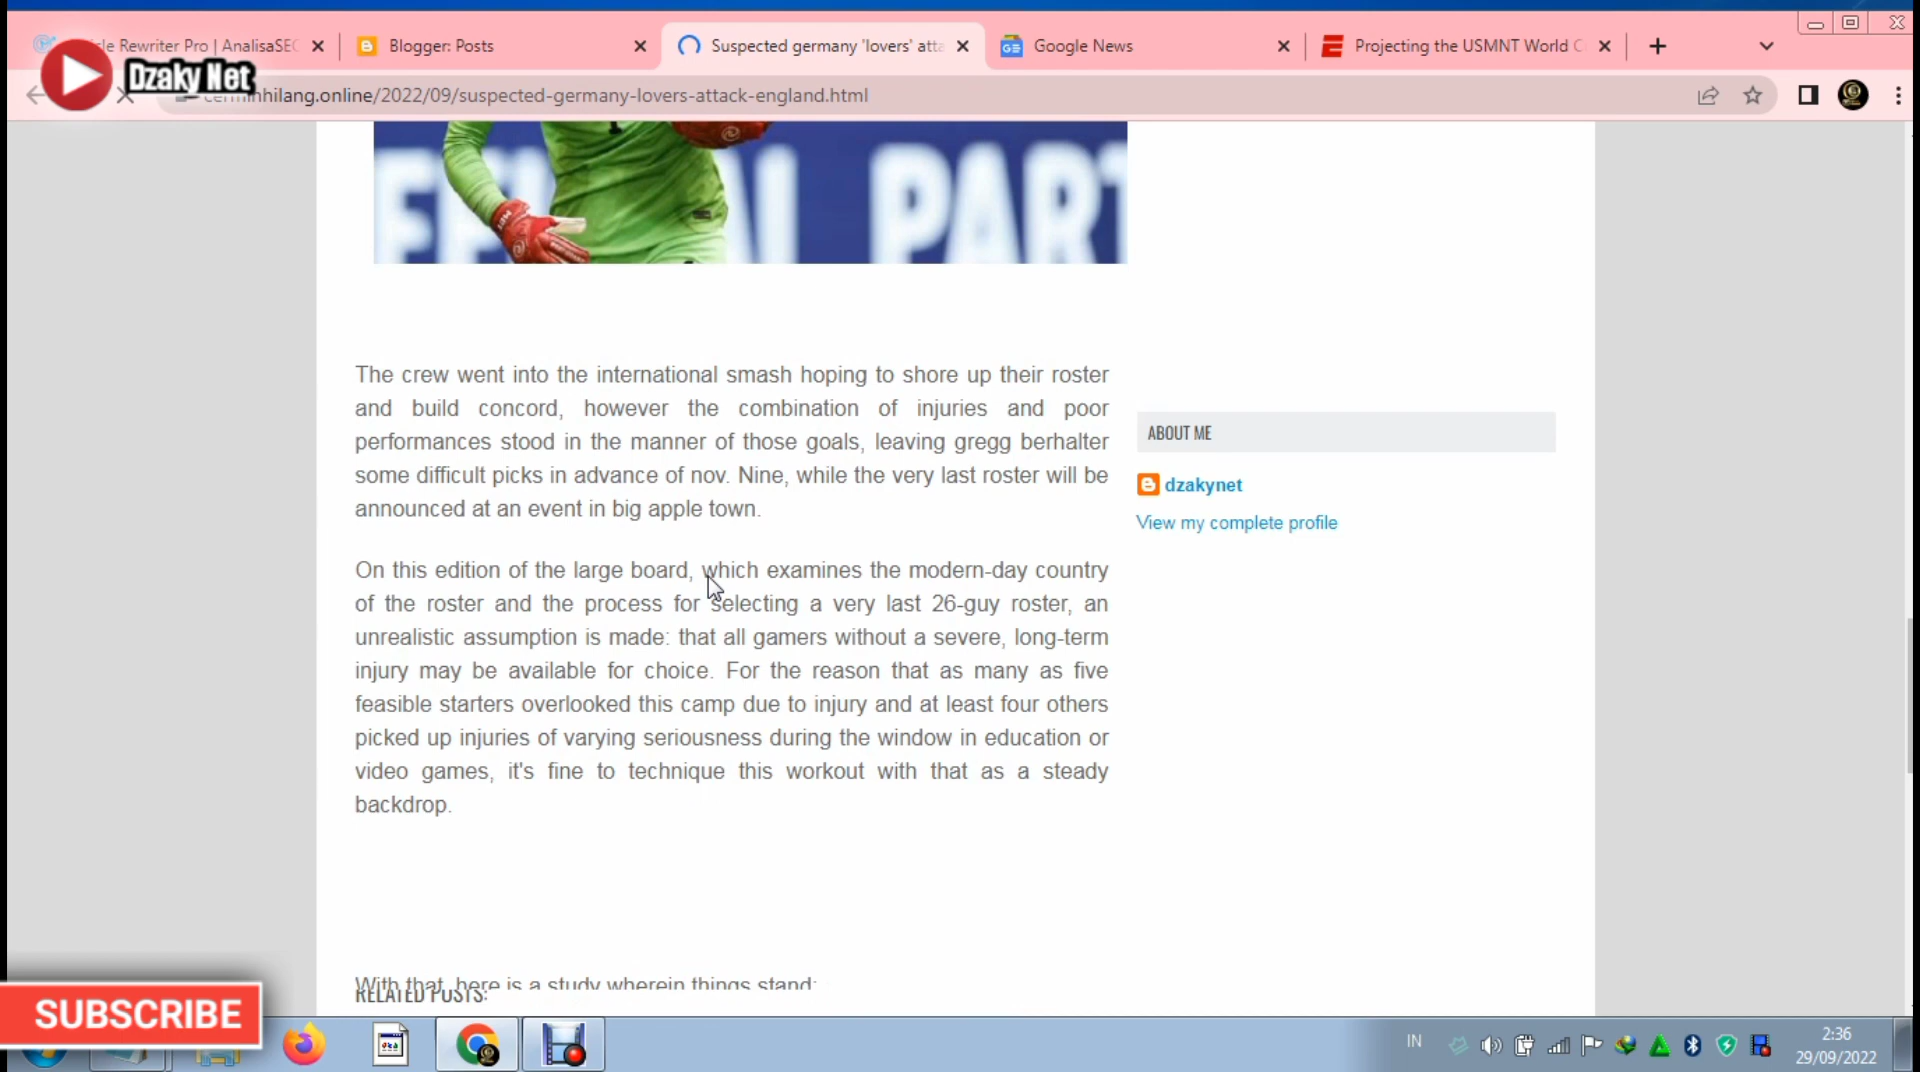 icle Rewriter Pro | AnalisaSEO
Blogger: Posts
Suspected germany 'lovers' atta
Google News
Projecting the USMNT World C
Dzaky Net
cerminhilang.online/2022/09/suspected-germany-lovers-attack-england.html
PART
The crew went into the international smash hoping to shore up their roster
and build concord, however the combination of injuries and poor
performances stood in the manner of those goals, leaving gregg berhalter
some difficult picks in advance of nov. Nine, while the very last roster will be
announced at an event in big apple town.
On this edition of the large board, which examines the modern-day country
of the roster and the process for selecting a very last 26-guy roster, an
unrealistic assumption is made: that all gamers without a severe, long-term
injury may be available for choice. For the reason that as many as five
feasible starters overlooked this camp due to injury and at least four others
picked up injuries of varying seriousness during the window in education or
video games, it's fine to technique this workout with that as a steady
backdrop.
With that, here is a study wherein things stand:
RELATED POSTS:
ABOUT ME
dzakynet
View my complete profile
SUBSCRIBE
IN
2:36
29/09/2022